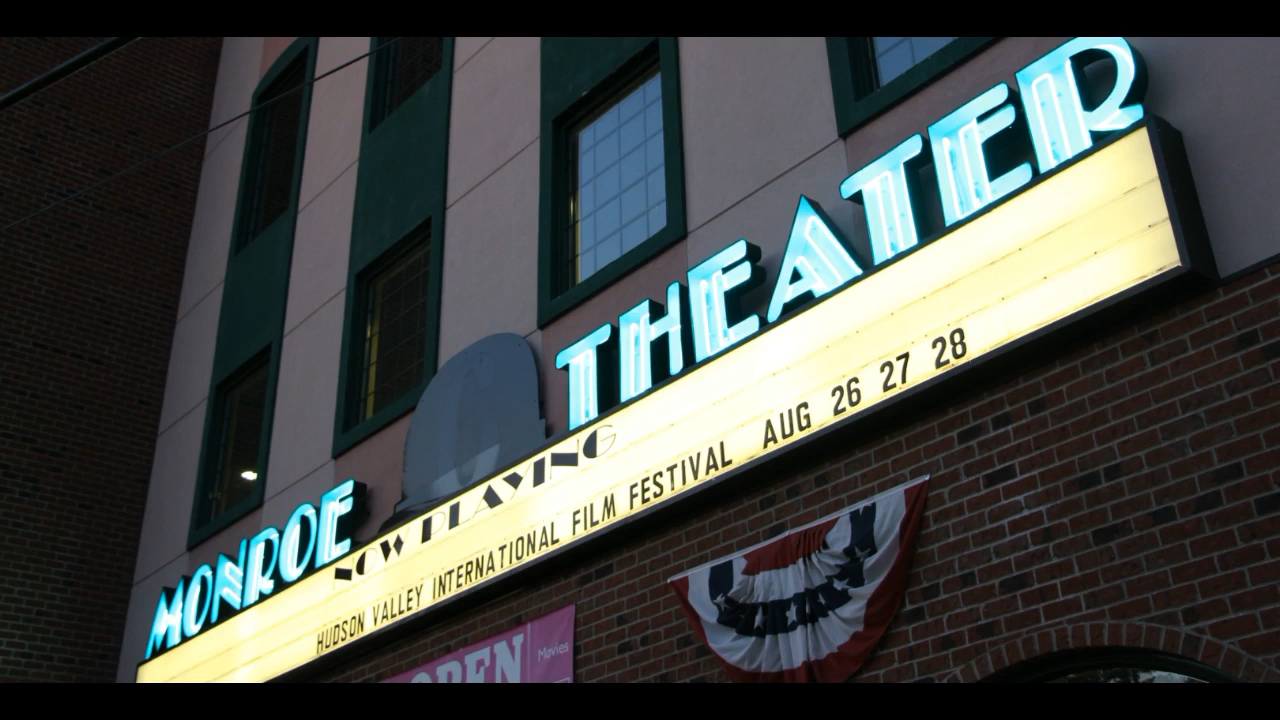 MONROE THEATER
NOW PLAYING
HUDSON VALLEY INTERNATIONAL FILM FESTIVAL AUG 26 27 28
OPEN
Movies